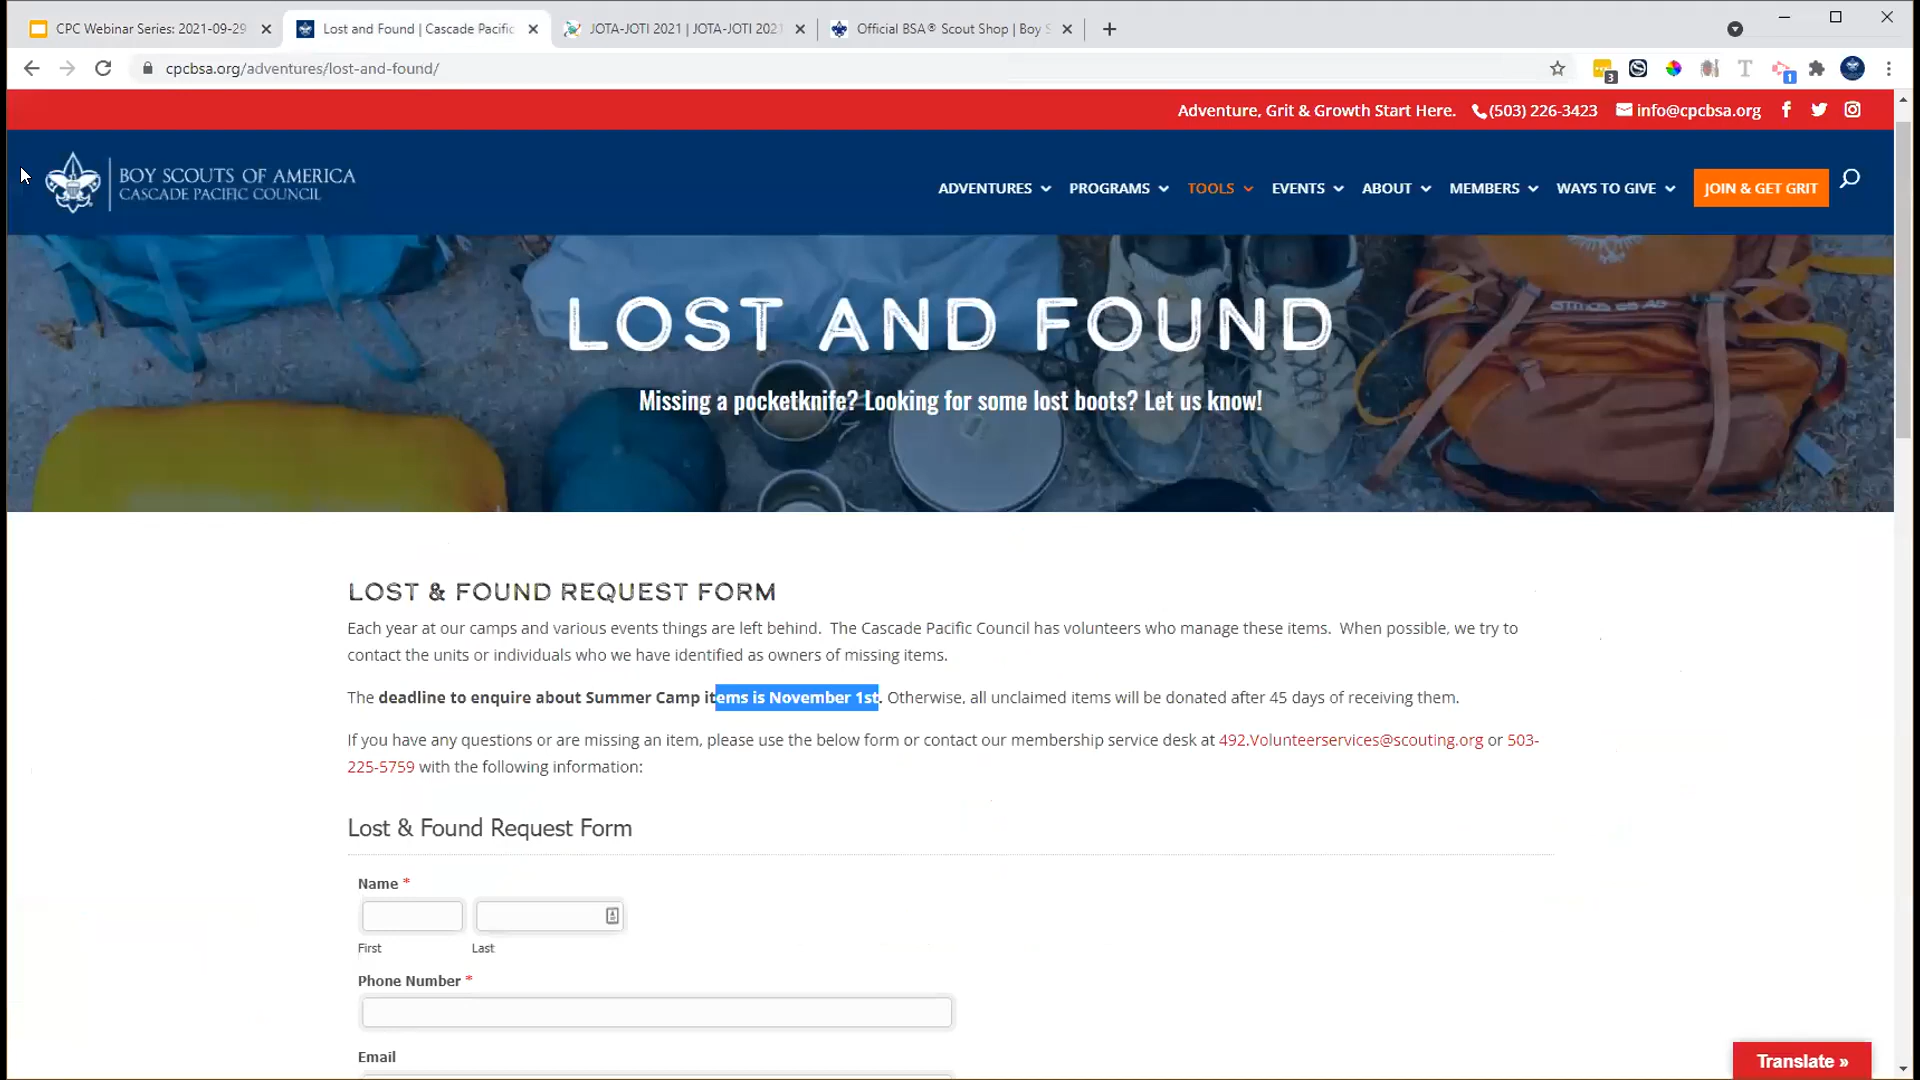 CPC Webinar Series: 2021-09-29
Lost and Found | Cascade Pacific
JOTA-JOTI 2021 | JOTA-JOTI 2021
Official BSA® Scout Shop | Boy S
cpcbsa.org/adventures/lost-and-found/
3
1
Adventure, Grit & Growth Start Here. (503) 226-3423 info@cpcbsa.org
BOY SCOUTS OF AMERICA
CASCADE PACIFIC COUNCIL
ADVENTURES PROGRAMS TOOLS EVENTS ABOUT MEMBERS WAYS TO GIVE JOIN & GET GRIT
LOST AND FOUND
Missing a pocketknife? Looking for some lost boots? Let us know!
LOST & FOUND REQUEST FORM
Each year at our camps and various events things are left behind. The Cascade Pacific Council has volunteers who manage these items. When possible, we try to
contact the units or individuals who we have identified as owners of missing items.
The deadline to enquire about Summer Camp items is November 1st. Otherwise, all unclaimed items will be donated after 45 days of receiving them.
If you have any questions or are missing an item, please use the below form or contact our membership service desk at 492.Volunteerservices@scouting.org or 503-
225-5759 with the following information:
Lost & Found Request Form
Name *
First Last
Phone Number *
Email
Translate »